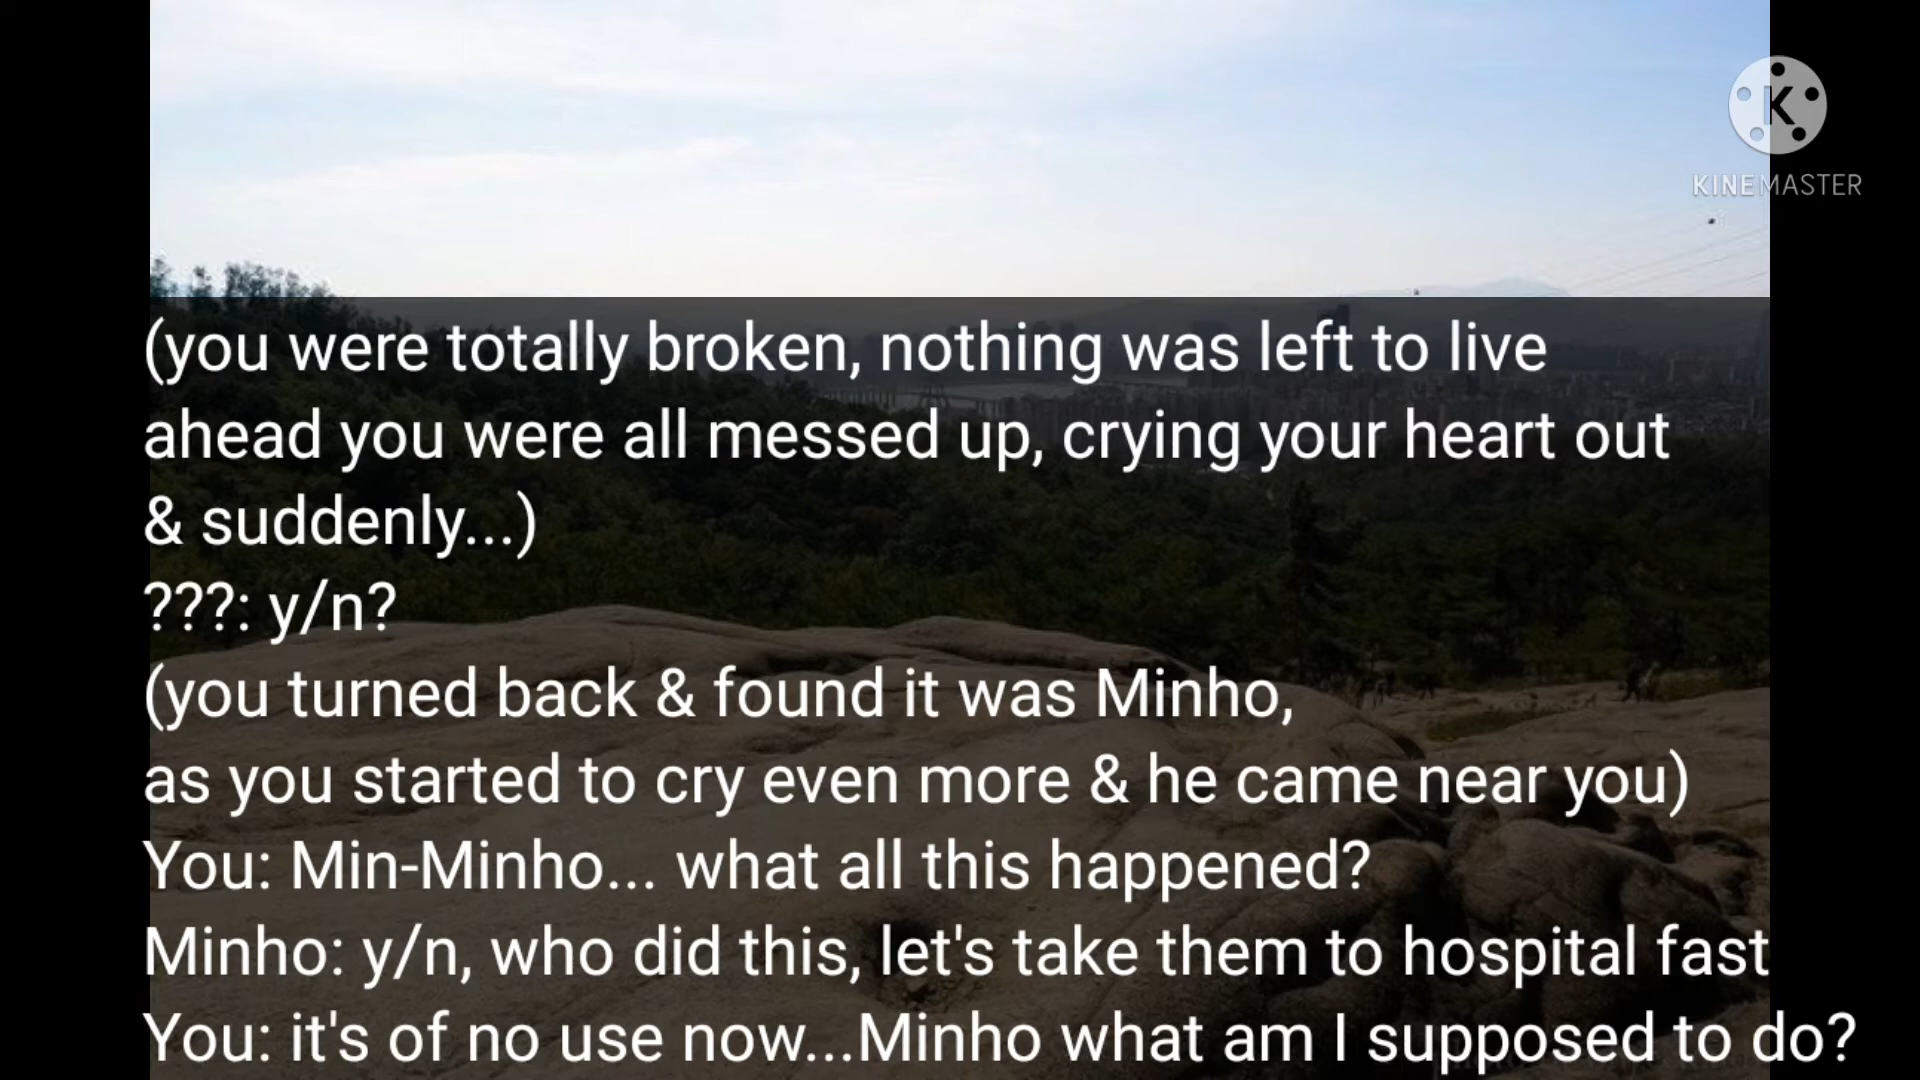 KINEMASTER
(you were totally broken, nothing was left to live
ahead you were all messed up, crying your heart out
& suddenly...)
???: y/n?
(you turned back & found it was Minho,
as you started to cry even more & he came near you)
You: Min-Minho... what all this happened?
Minho: y/n, who did this, let's take them to hospital fast
You: it's of no use now...Minho what am I supposed to do?